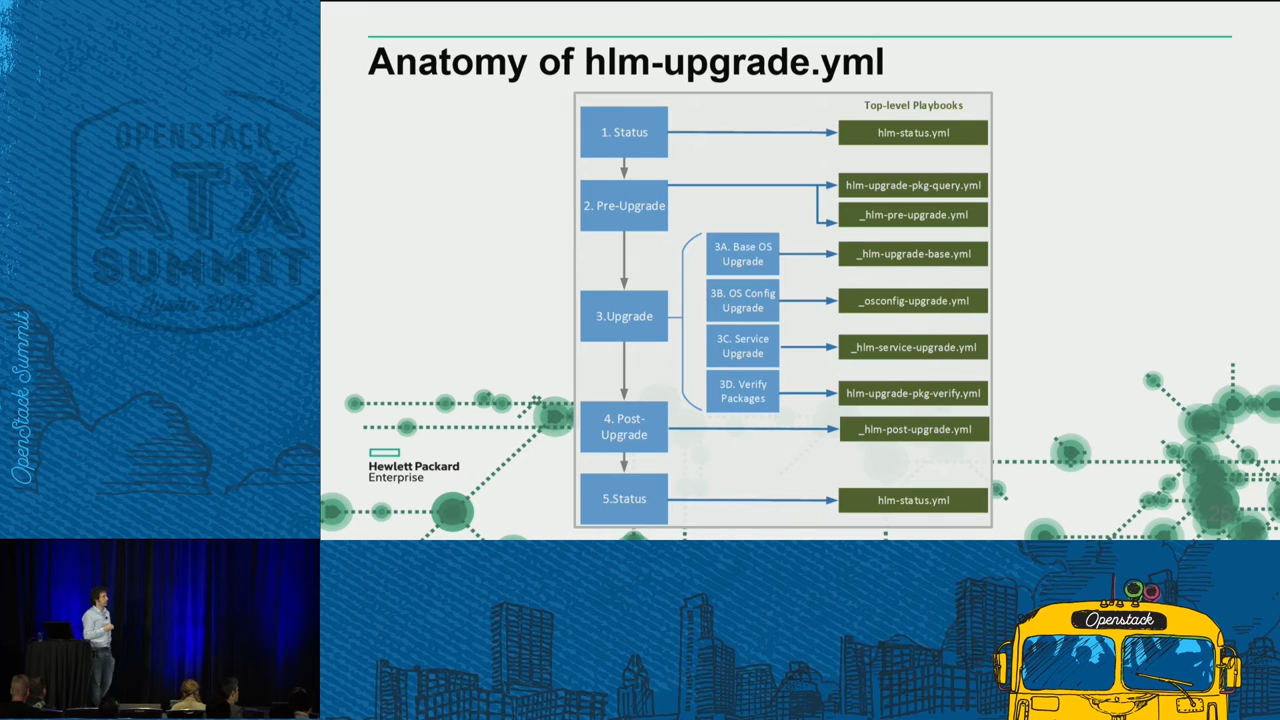 OPENSTACK
ATX
SUMMIT
OpenStack Summit
Anatomy of hlm-upgrade.yml
Top-level Playbooks
1. Status
hlm-status.yml
2. Pre-Upgrade
hlm-upgrade-pkg-query.yml
_hlm-pre-upgrade.yml
3.Upgrade
3A. Base OS
Upgrade
_hlm-upgrade-base.yml
3B. OS Config
Upgrade
_osconfig-upgrade.yml
3C. Service
Upgrade
_hlm-service-upgrade.yml
3D. Verify
Packages
hlm-upgrade-pkg-verify.yml
4. Post-
Upgrade
_hlm-post-upgrade.yml
5.Status
hlm-status.yml
Hewlett Packard
Enterprise
Openstack